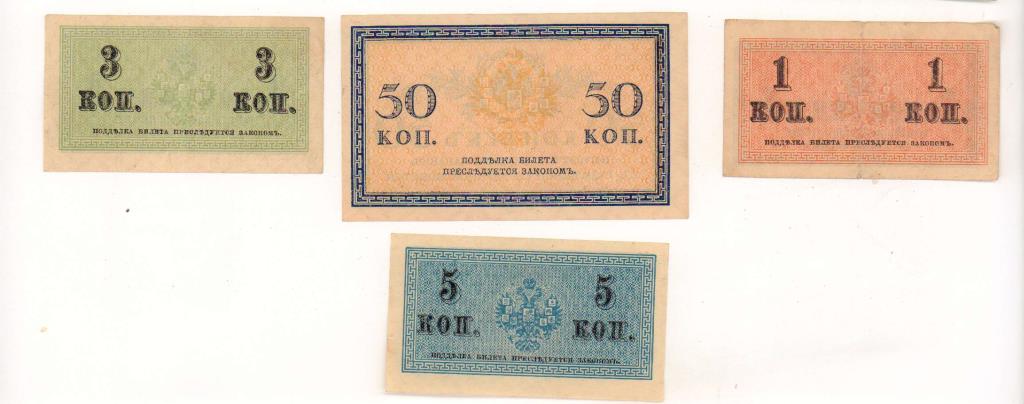 3 3
КОП. КОП.
ПОДДѢЛКА БИЛЕТА ПРЕСЛѢДУЕТСЯ ЗАКОНОМЪ.
50 50
КОП. КОП.
ПОДДѢЛКА БИЛЕТА
ПРЕСЛѢДУЕТСЯ ЗАКОНОМЪ.
1 1
КОП. КОП.
ПОДДѢЛКА БИЛЕТА ПРЕСЛѢДУЕТСЯ ЗАКОНОМЪ.
5 5
КОП. КОП.
ПОДДѢЛКА БИЛЕТА ПРЕСЛѢДУЕТСЯ ЗАКОНОМЪ.